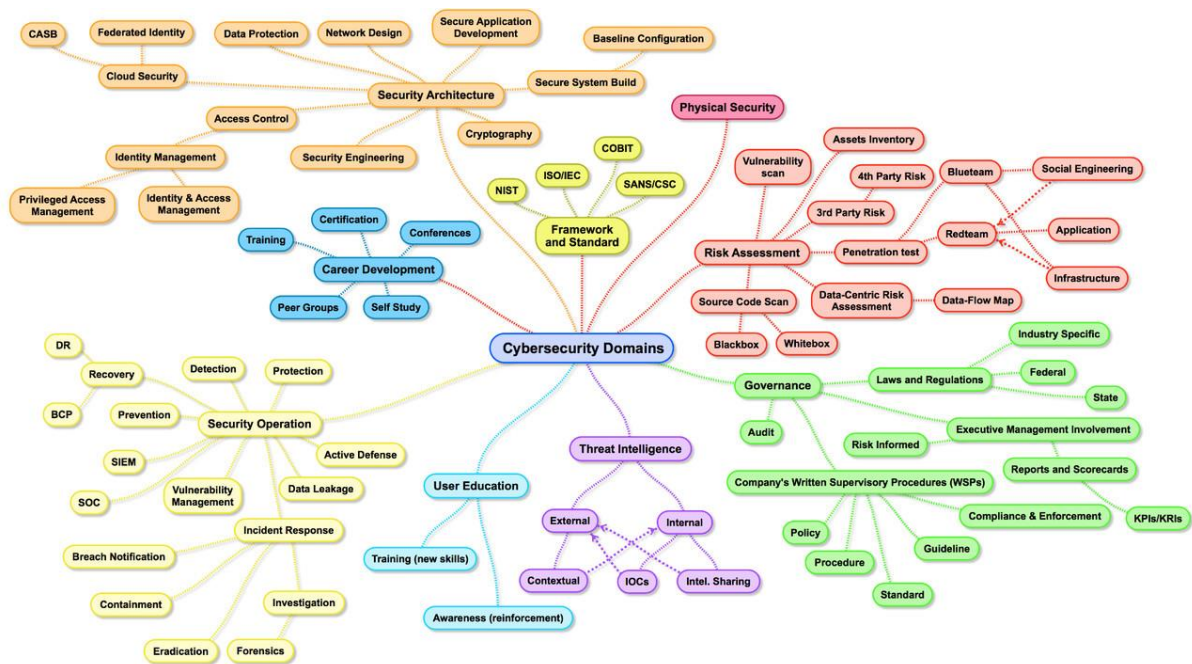 CASB
Federated Identity
Cloud Security
Data Protection
Network Design
Secure Application
Development
Baseline Configuration
Secure System Build
Security Architecture
Access Control
Cryptography
Security Engineering
Identity Management
Privileged Access
Management
Identity & Access
Management
Physical Security
NIST
ISO/IEC
COBIT
SANS/CSC
Framework
and Standard
Training
Certification
Conferences
Career Development
Peer Groups
Self Study
Vulnerability
scan
Assets Inventory
4th Party Risk
3rd Party Risk
Blueteam
Social Engineering
Risk Assessment
Penetration test
Redteam
Application
Infrastructure
Source Code Scan
Data-Centric Risk
Assessment
Data-Flow Map
Blackbox
Whitebox
Cybersecurity Domains
DR
Recovery
BCP
Detection
Protection
Prevention
Security Operation
SIEM
SOC
Vulnerability
Management
Active Defense
Data Leakage
Incident Response
Breach Notification
Containment
Eradication
Investigation
Forensics
User Education
Training (new skills)
Awareness (reinforcement)
Threat Intelligence
External
Internal
Contextual
IOCs
Intel. Sharing
Governance
Audit
Laws and Regulations
Industry Specific
Federal
State
Executive Management Involvement
Risk Informed
Reports and Scorecards
KPIs/KRIs
Company's Written Supervisory Procedures (WSPs)
Compliance & Enforcement
Policy
Procedure
Standard
Guideline